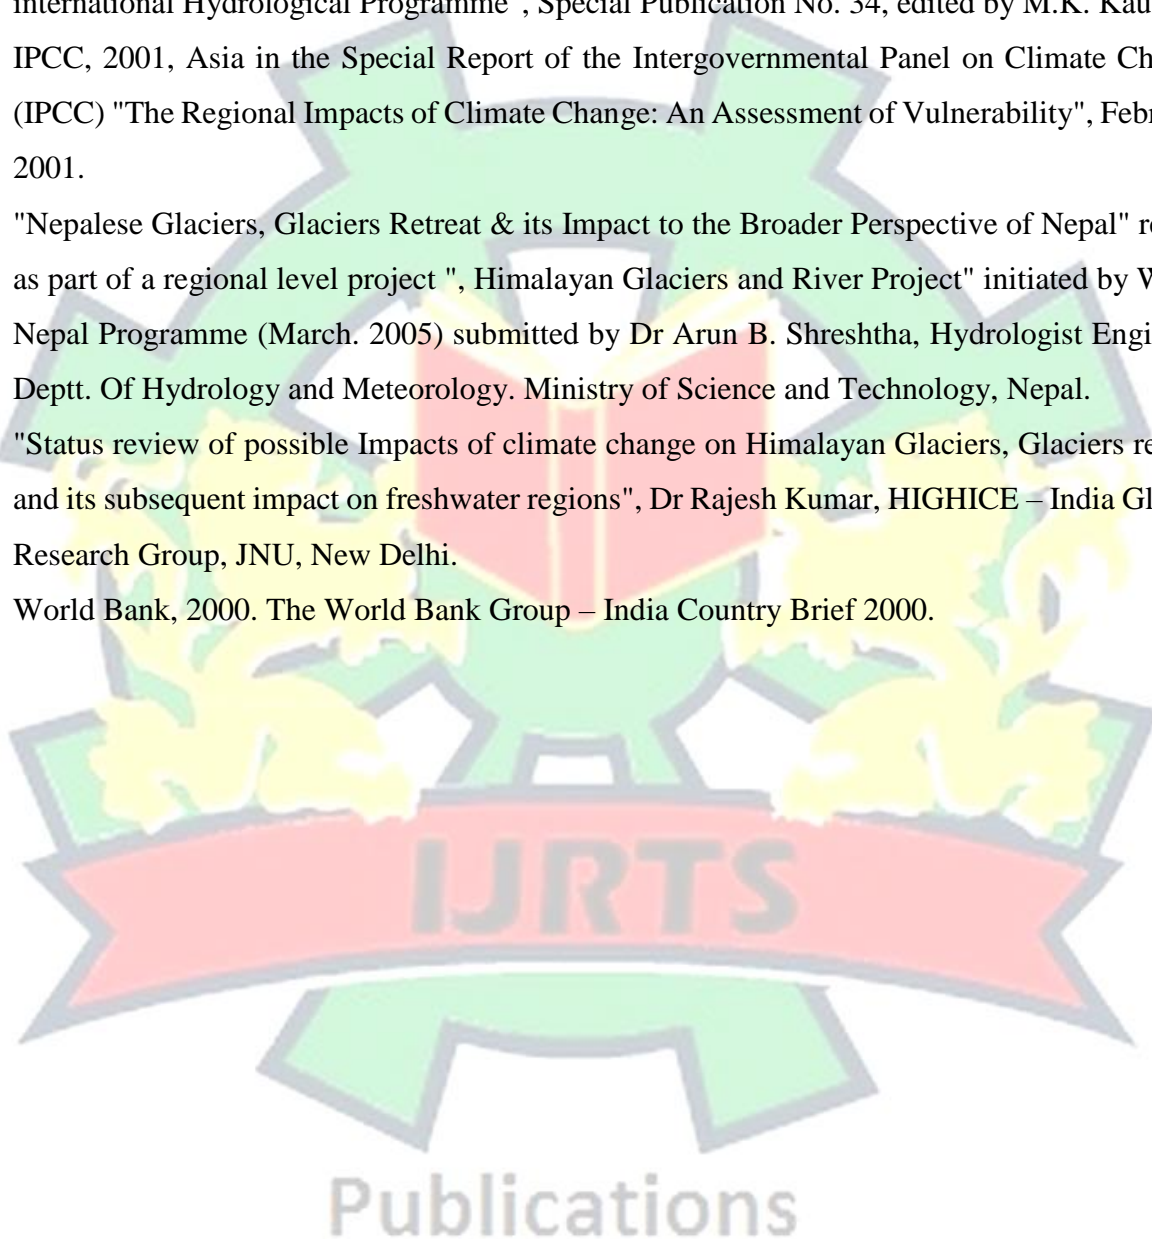 international Hydrological Programme", Special Publication No. 34, edited by M.K. Kau
IPCC, 2001, Asia in the Special Report of the Intergovernmental Panel on Climate Ch
(IPCC) "The Regional Impacts of Climate Change: An Assessment of Vulnerability", Febr
2001.
"Nepalese Glaciers, Glaciers Retreat & its Impact to the Broader Perspective of Nepal" re
as part of a regional level project ", Himalayan Glaciers and River Project" initiated by W
Nepal Programme (March. 2005) submitted by Dr Arun B. Shreshtha, Hydrologist Engi
Deptt. Of Hydrology and Meteorology. Ministry of Science and Technology, Nepal.
"Status review of possible Impacts of climate change on Himalayan Glaciers, Glaciers re
and its subsequent impact on freshwater regions", Dr Rajesh Kumar, HIGHICE – India Gl
Research Group, JNU, New Delhi.
World Bank, 2000. The World Bank Group – India Country Brief 2000.
IJRTS
Publications